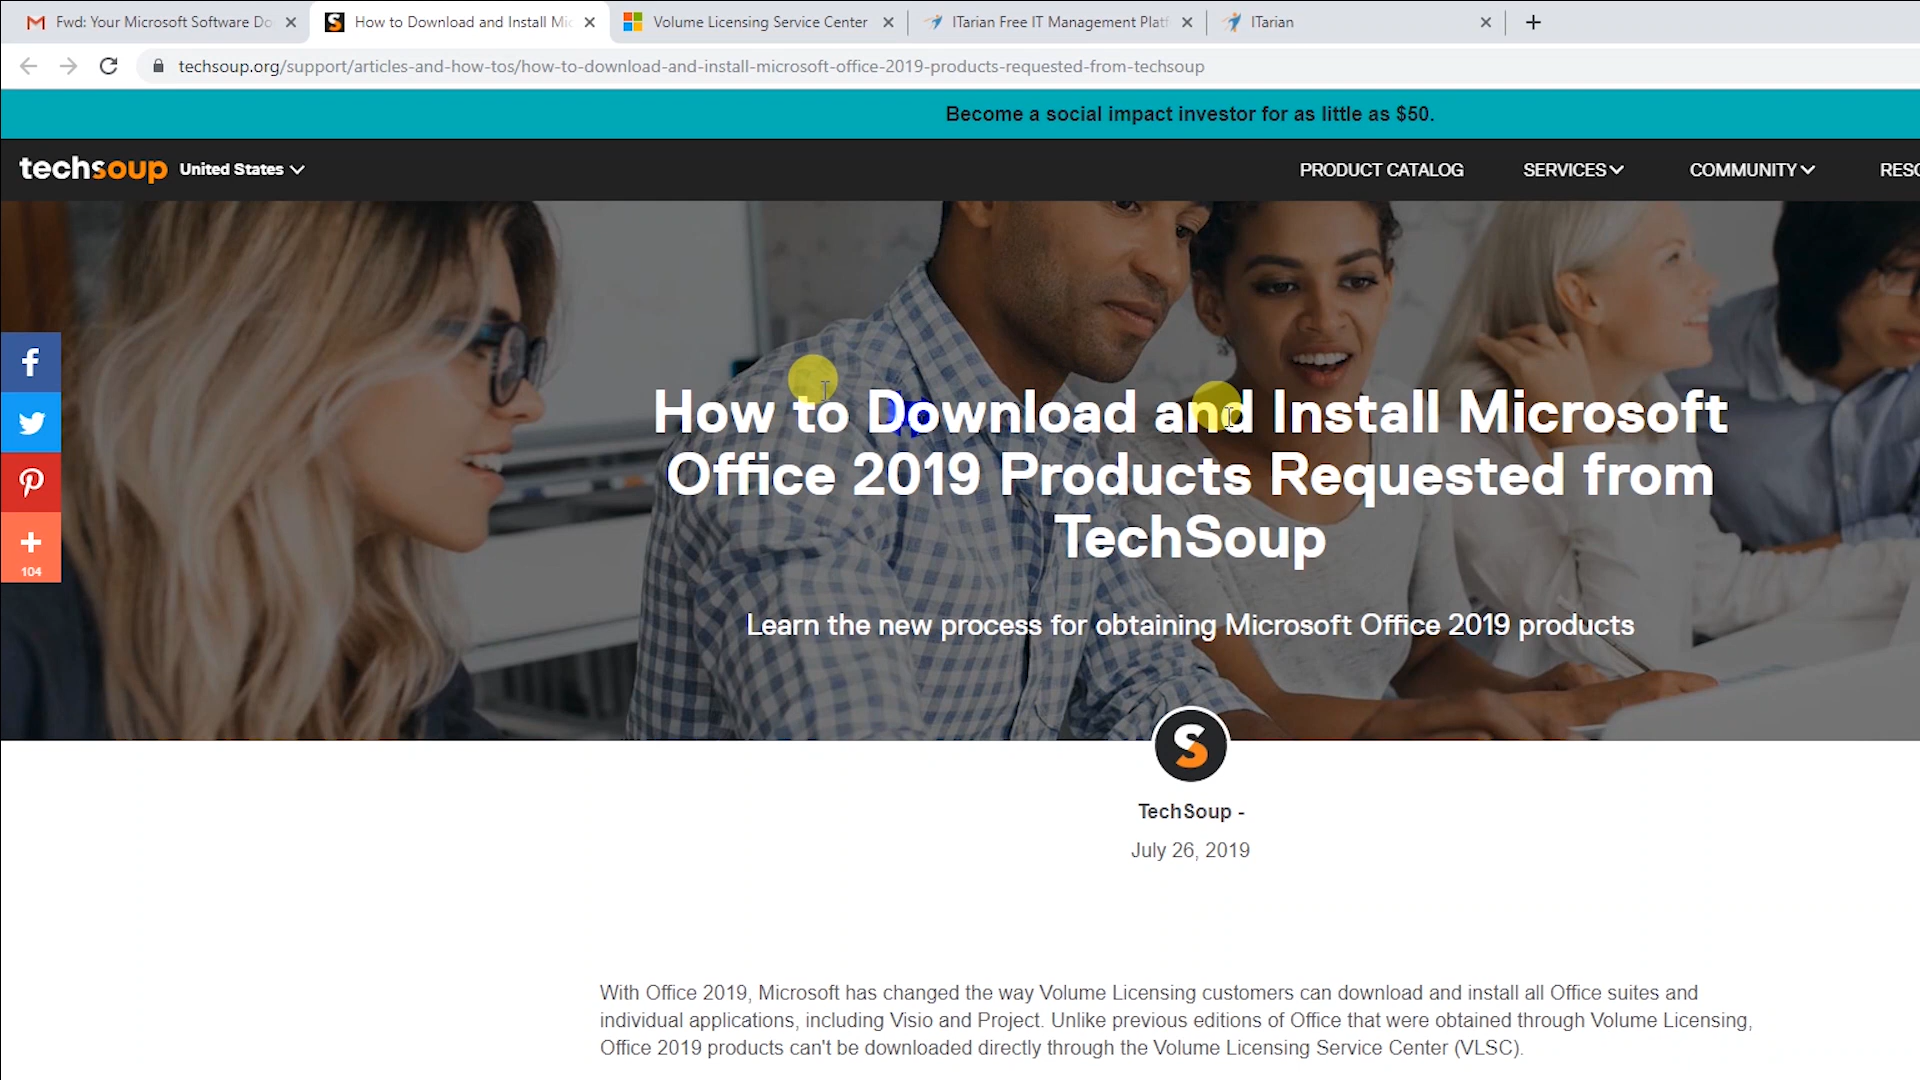 Fwd: Your Microsoft Software Do
How to Download and Install Mi
Volume Licensing Service Center
ITarian Free IT Management Platf
ITarian
techsoup.org/support/articles-and-how-tos/how-to-download-and-install-microsoft-office-2019-products-requested-from-techsoup
Become a social impact investor for as little as $50.
techsoup
United States
PRODUCT CATALOG
SERVICES
COMMUNITY
RESO
How to Download and Install Microsoft
Office 2019 Products Requested from
TechSoup
Learn the new process for obtaining Microsoft Office 2019 products
104
TechSoup -
July 26, 2019
With Office 2019, Microsoft has changed the way Volume Licensing customers can download and install all Office suites and
individual applications, including Visio and Project. Unlike previous editions of Office that were obtained through Volume Licensing,
Office 2019 products can't be downloaded directly through the Volume Licensing Service Center (VLSC).